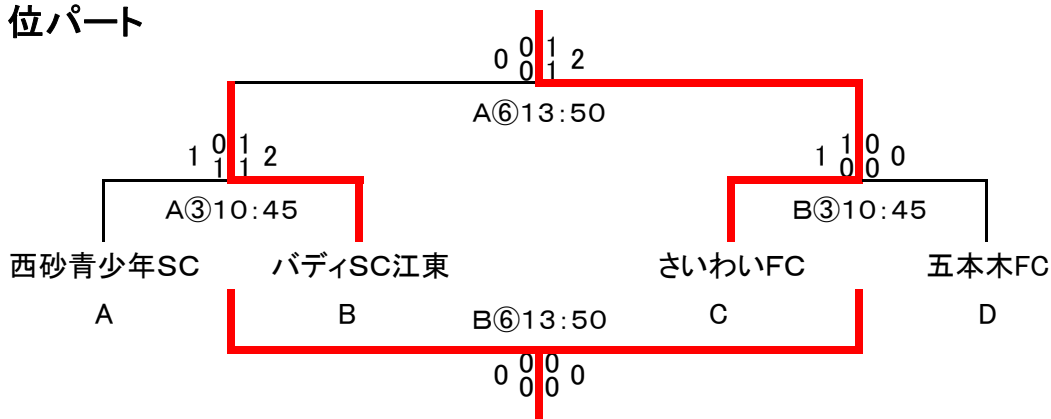 位パート
0 0 1 2
0 1
A⑥13:50
1 0 1 2
1 1
1 1 0 0
0 0
A③10:45
B③10:45
西砂青少年SC バディSC江東 さいわいFC 五本木FC
A B C D
B⑥13:50
0 0 0 0
0 0